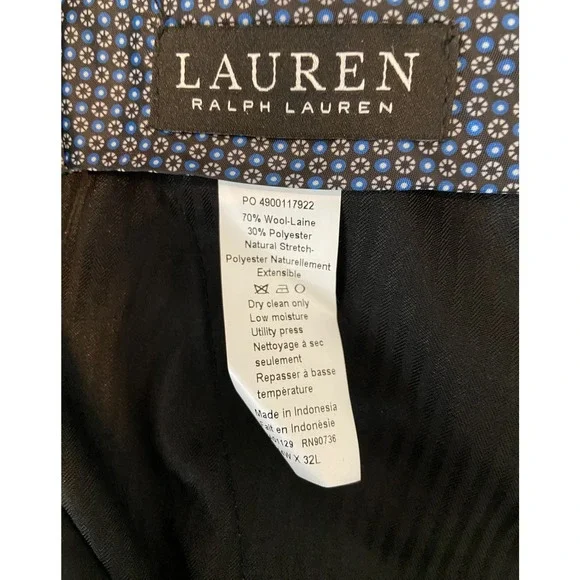 LAUREN
RALPH LAUREN
PO 4900117922
70% Wool-Laine
30% Polyester
Natural Stretch-
Polyester Naturellement
Extensible
Dry clean only
Low moisture
Utility press
Nettoyage à sec
seulement
Repasser à basse
température
Made in Indonesia
en Indonésie
RN90736
X 32L